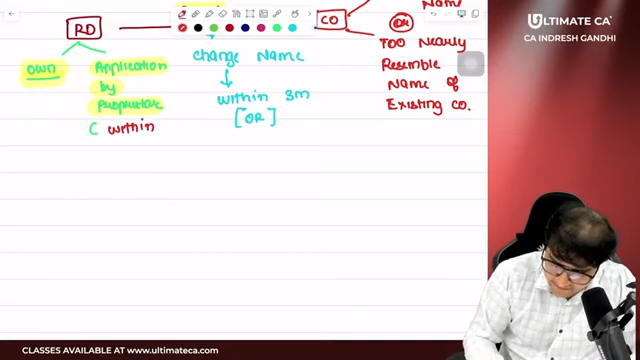 Name
ULTIMATE CA
CA INDRESH GANDHI
RD
CO
OR
OWD
Application
by
Proprietor
C within
change Name
within 3m
[OR]
TOO Nearly
Resemble
Name of
Existing co.
CLASSES AVAILABLE AT www.ultimateca.com